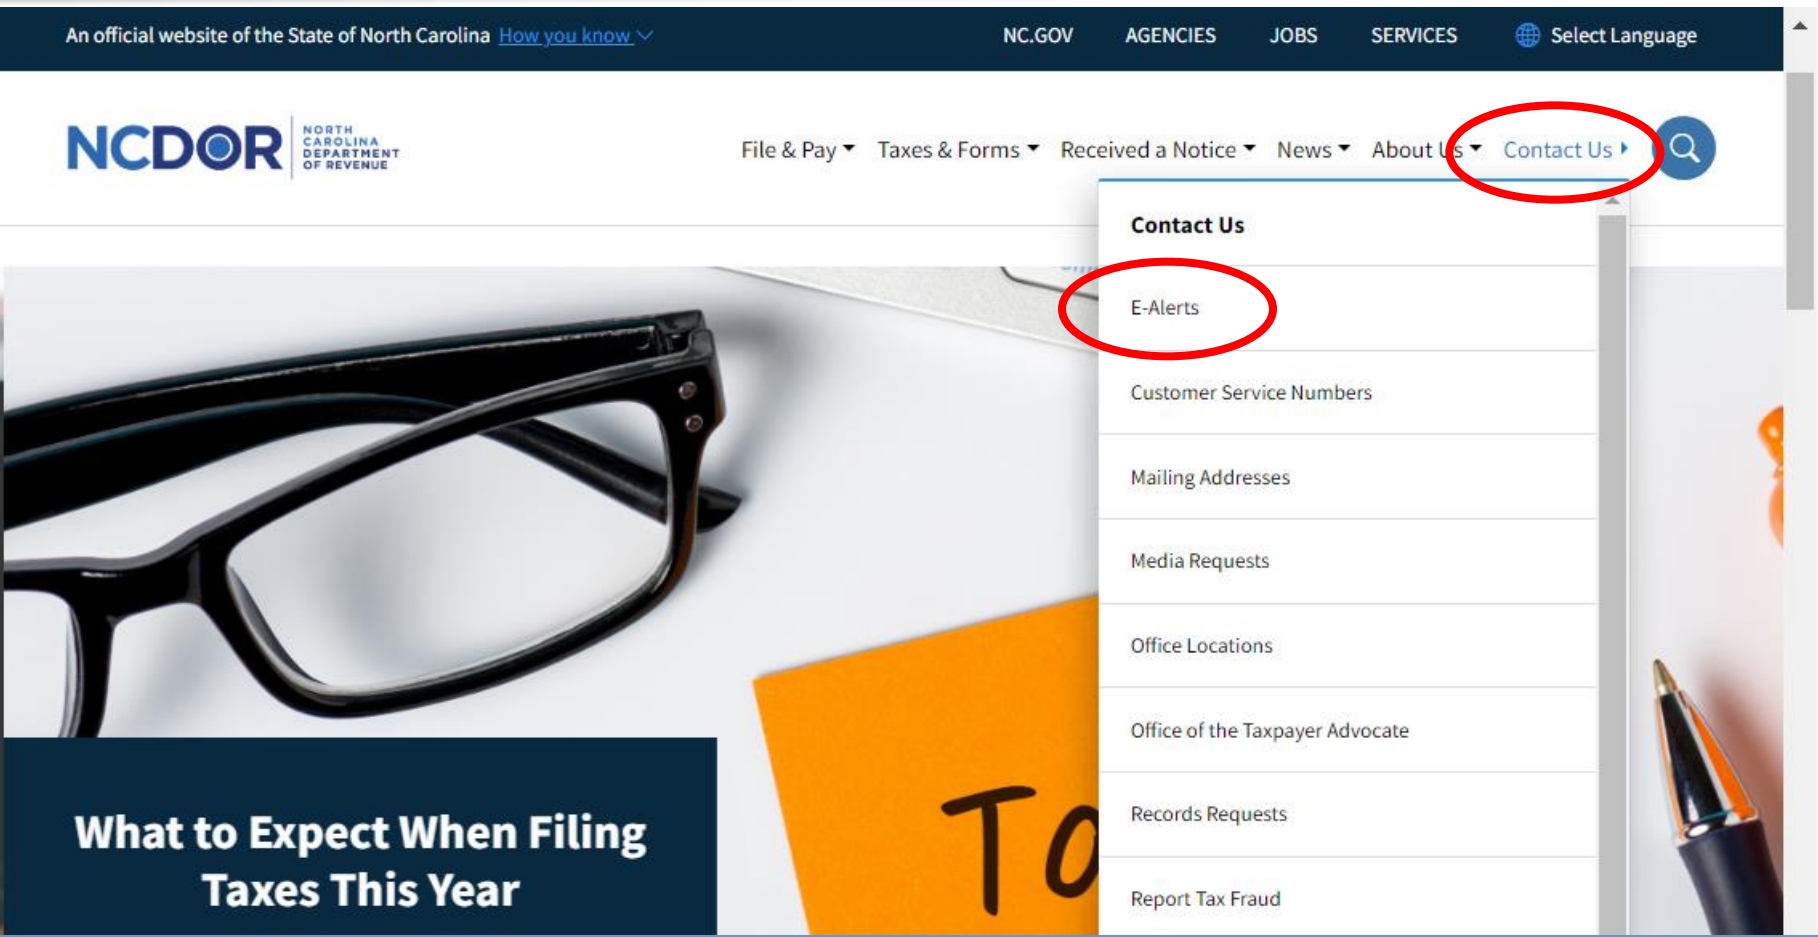 An official website of the State of North Carolina How you know
NC.GOV AGENCIES JOBS SERVICES Select Language
NCDOR
NORTH
CAROLINA
DEPARTMENT
OF REVENUE
File & Pay Taxes & Forms Received a Notice News About Us Contact Us
Contact Us
E-Alerts
Customer Service Numbers
Mailing Addresses
Media Requests
Office Locations
Office of the Taxpayer Advocate
Records Requests
Report Tax Fraud
What to Expect When Filing
Taxes This Year
To